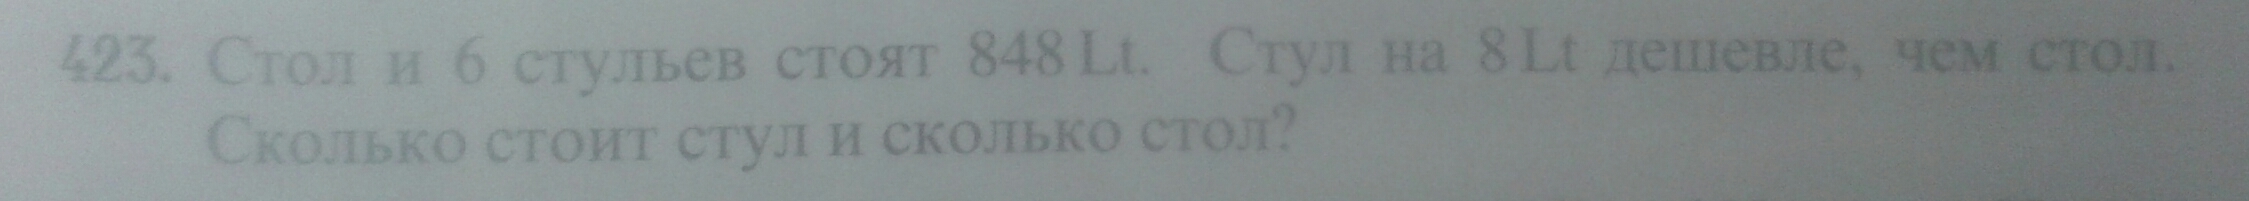 423. Стол и 6 стульев стоят 848 Lt. Стул на 8 Lt дешевле, чем стол.
Сколько стоит стул и сколько стол?